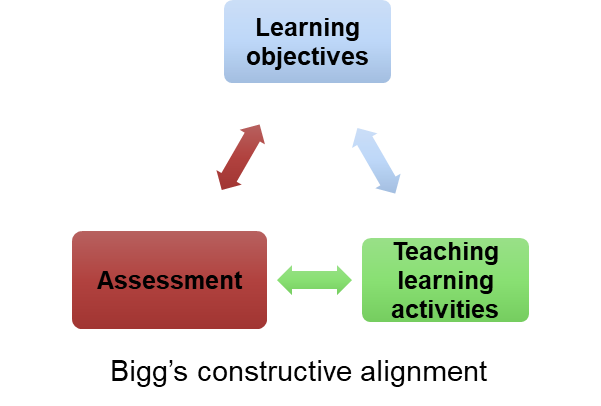 Learning
objectives
Assessment
Teaching
learning
activities
Bigg’s constructive alignment